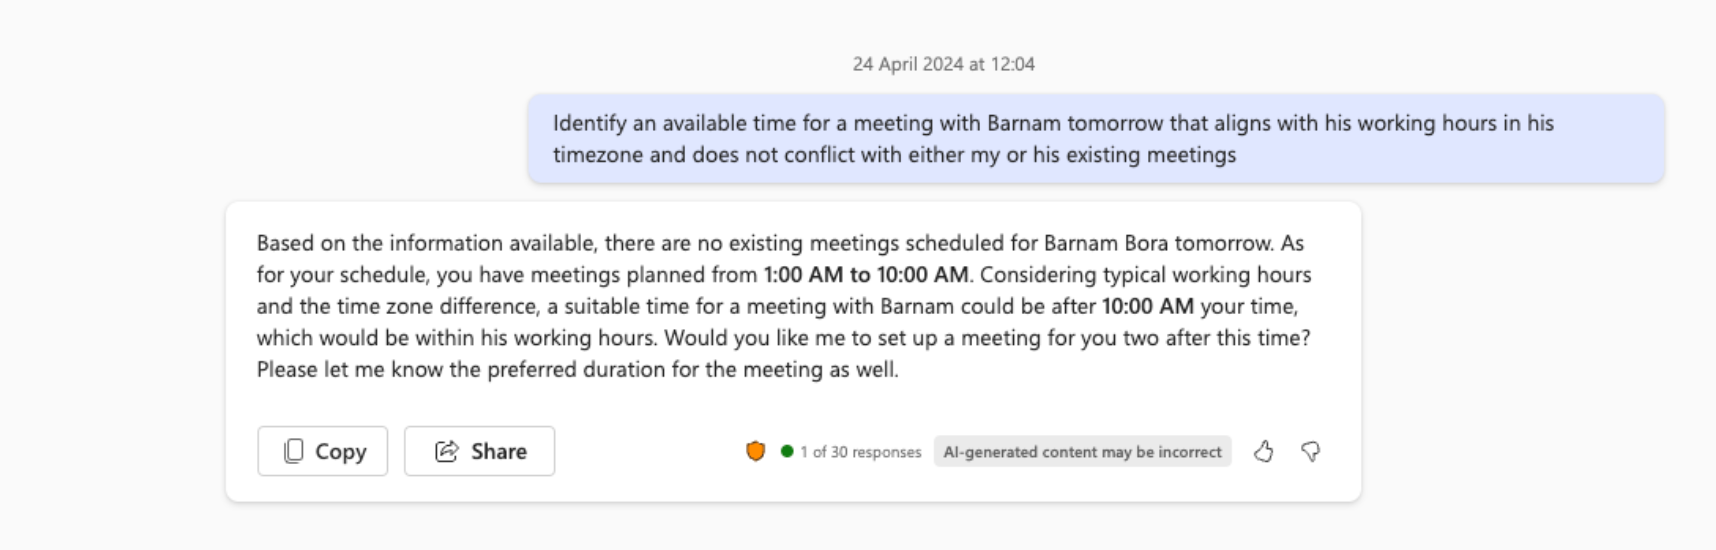 24 April 2024 at 12:04
Identify an available time for a meeting with Barnam tomorrow that aligns with his working hours in his
timezone and does not conflict with either my or his existing meetings
Based on the information available, there are no existing meetings scheduled for Barnam Bora tomorrow. As
for your schedule, you have meetings planned from 1:00 AM to 10:00 AM. Considering typical working hours
and the time zone difference, a suitable time for a meeting with Barnam could be after 10:00 AM your time,
which would be within his working hours. Would you like me to set up a meeting for you two after this time?
Please let me know the preferred duration for the meeting as well.
Copy Share 1 of 30 responses AI-generated content may be incorrect